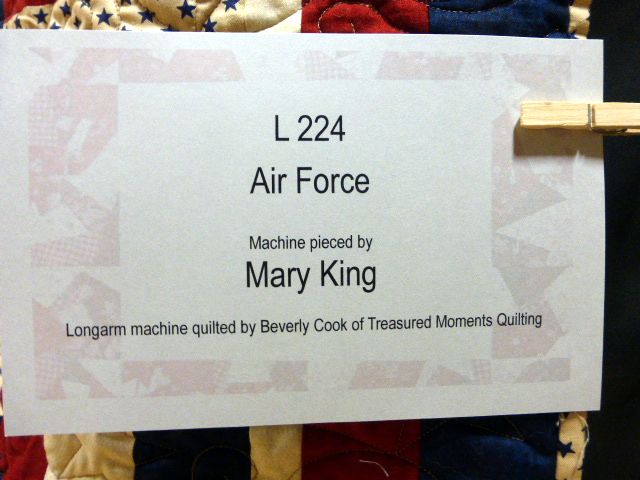 L 224
Air Force
Machine pieced by
Mary King
Longarm machine quilted by Beverly Cook of Treasured Moments Quilting